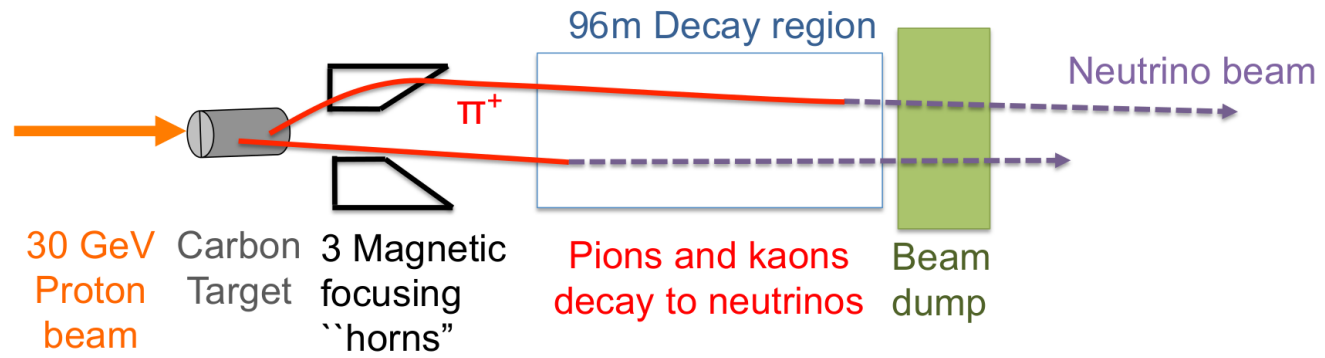 96m Decay region
Neutrino beam
π⁺
30 GeV
Proton
beam
Carbon
Target
3 Magnetic
focusing
``horns”
Pions and kaons
decay to neutrinos
Beam
dump